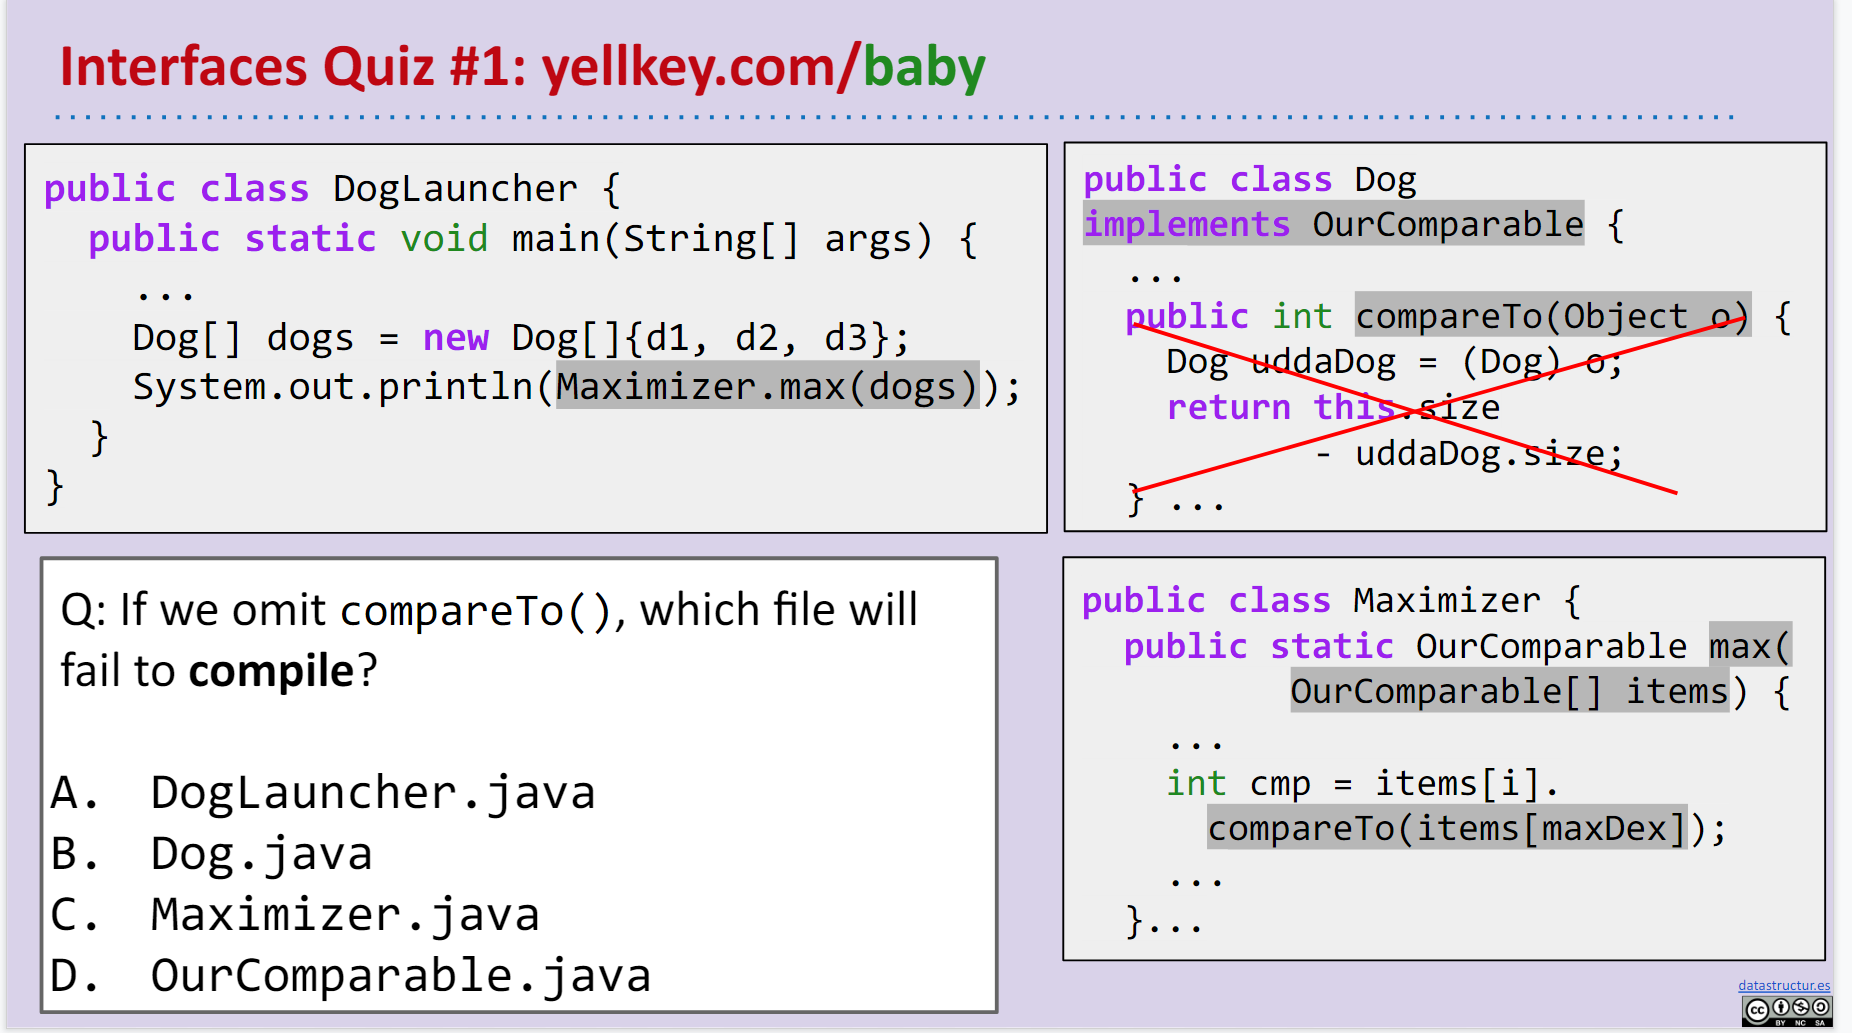 Interfaces Quiz #1: yellkey.com/baby
public class DogLauncher {
public static void main(String[] args) {
...
Dog[] dogs = new Dog[]{d1, d2, d3};
System.out.println(Maximizer.max(dogs));
}
}
public class Dog
implements OurComparable {
...
public int compareTo(Object o) {
Dog uddaDog = (Dog) o;
return this.size
- uddaDog.size;
} ...
Q: If we omit compareTo(), which file will
fail to compile?
A. DogLauncher.java
B. Dog.java
C. Maximizer.java
D. OurComparable.java
public class Maximizer {
public static OurComparable max(
OurComparable[] items) {
...
int cmp = items[i].
compareTo(items[maxDex]);
...
}...
datastructur.es
cc
BY NC SA